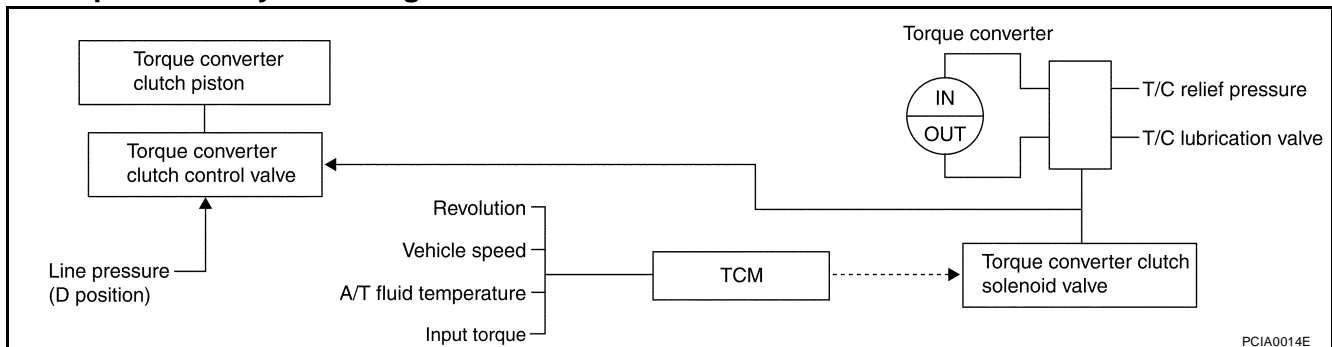 Torque converter
clutch piston
Torque converter
clutch control valve
Line pressure
(D position)
Revolution
Vehicle speed
A/T fluid temperature
Input torque
TCM
Torque converter
IN
OUT
T/C relief pressure
T/C lubrication valve
Torque converter clutch
solenoid valve
PCIA0014E